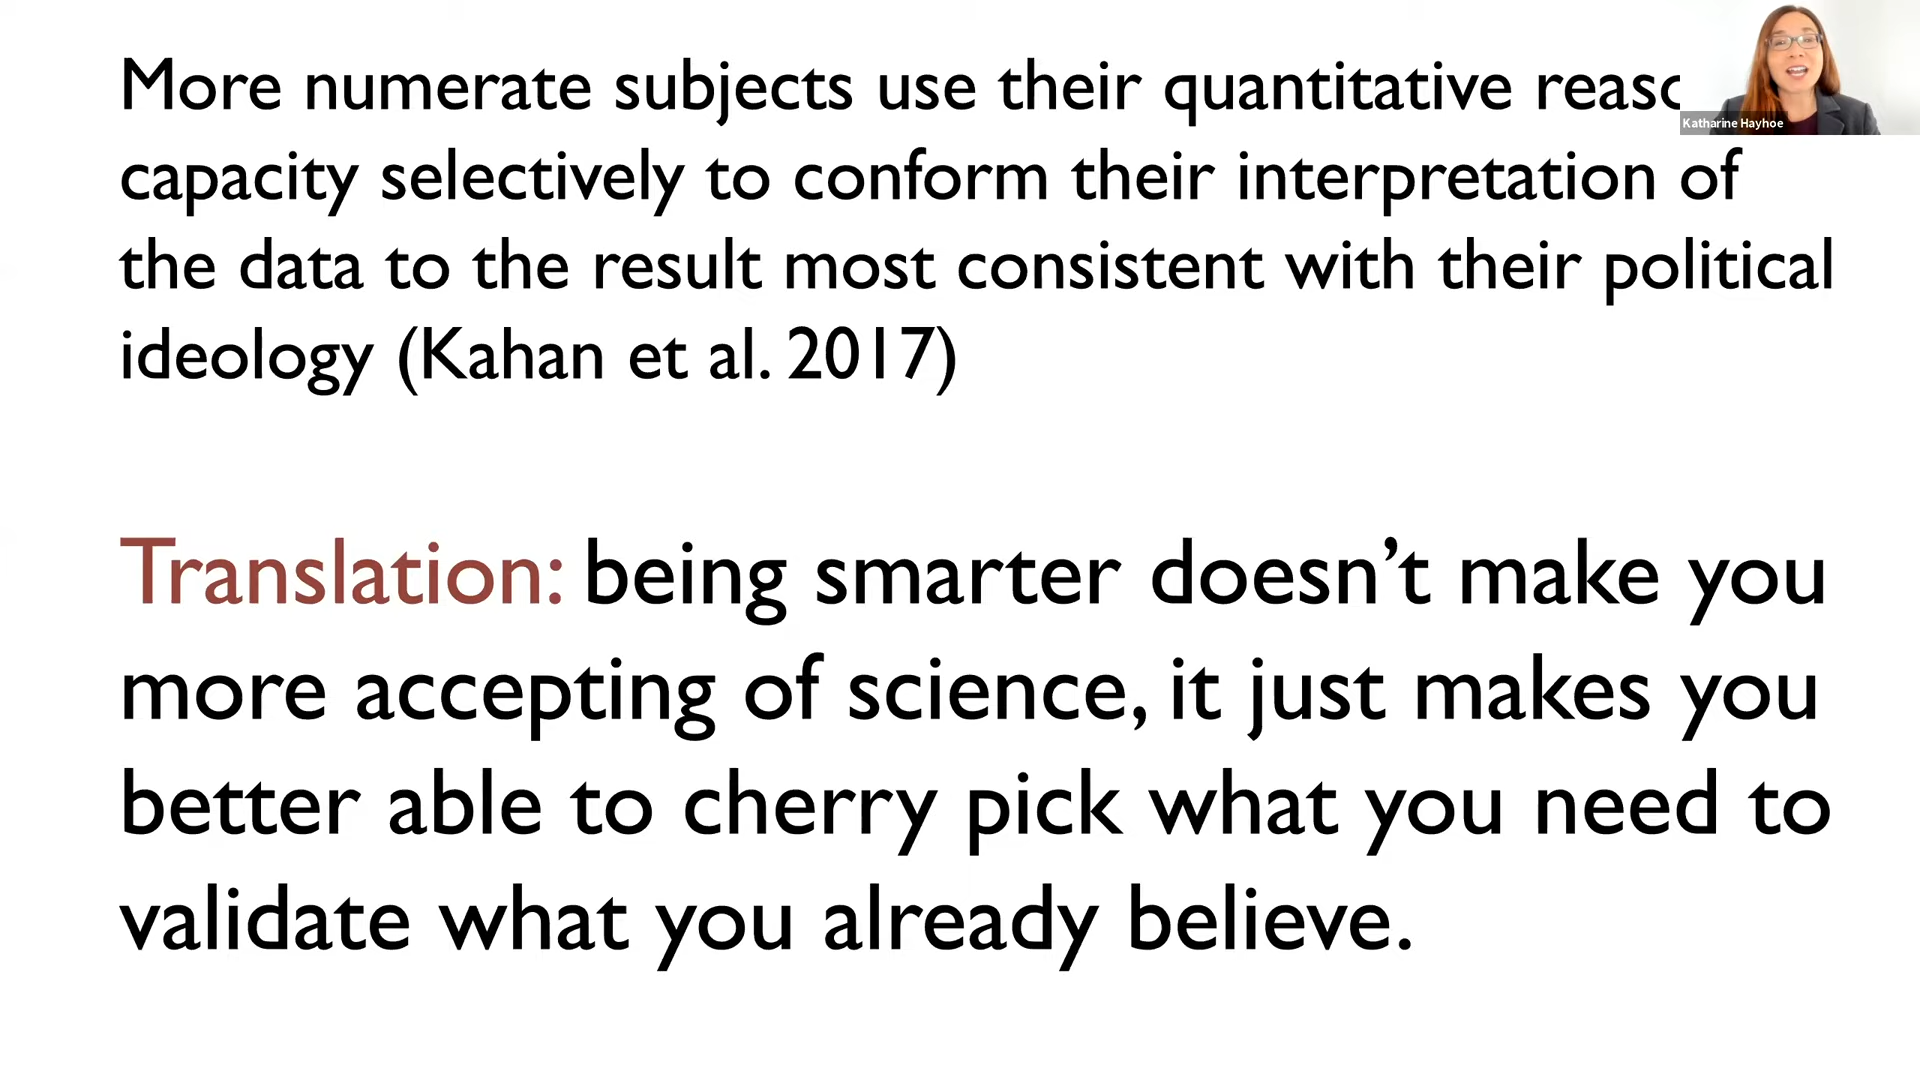 More numerate subjects use their quantitative
Katharine Hayhoe
capacity selectively to conform their interpretation of
the data to the result most consistent with their political
ideology (Kahan et al. 2017)
Translation: being smarter doesn’t make you
more accepting of science, it just makes you
better able to cherry pick what you need to
validate what you already believe.